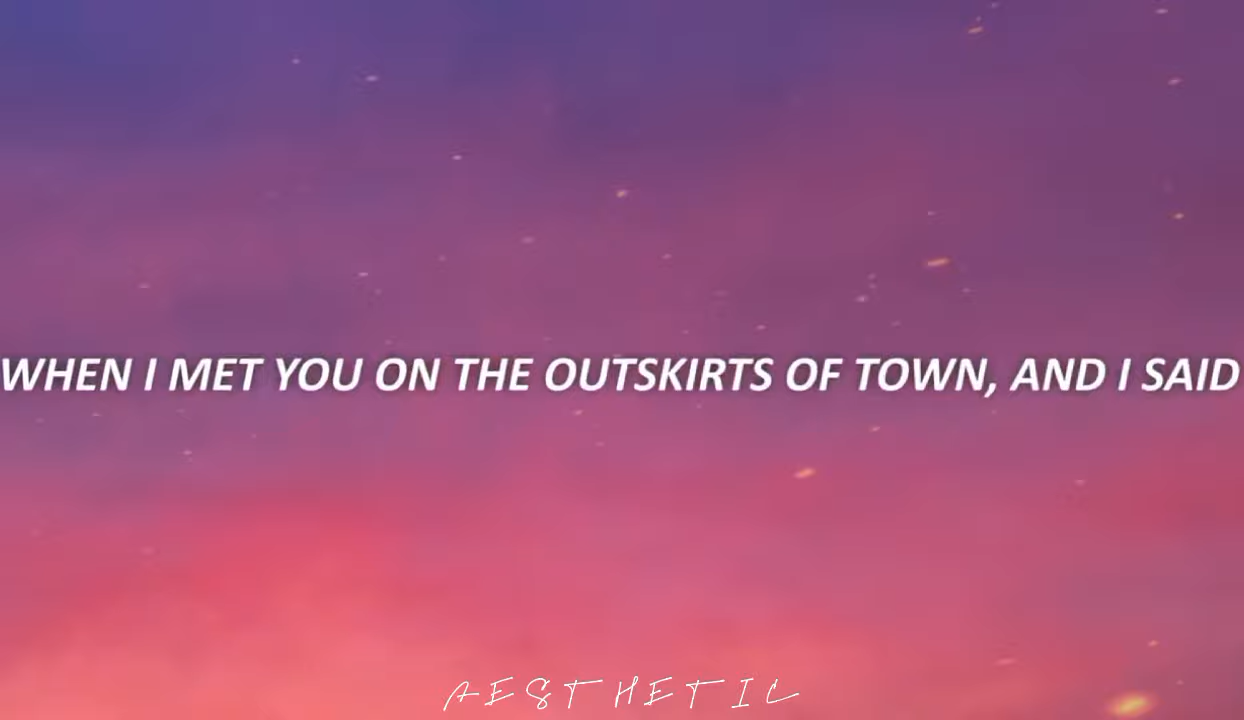 WHEN I MET YOU ON THE OUTSKIRTS OF TOWN, AND I SAID
AESTHETIC